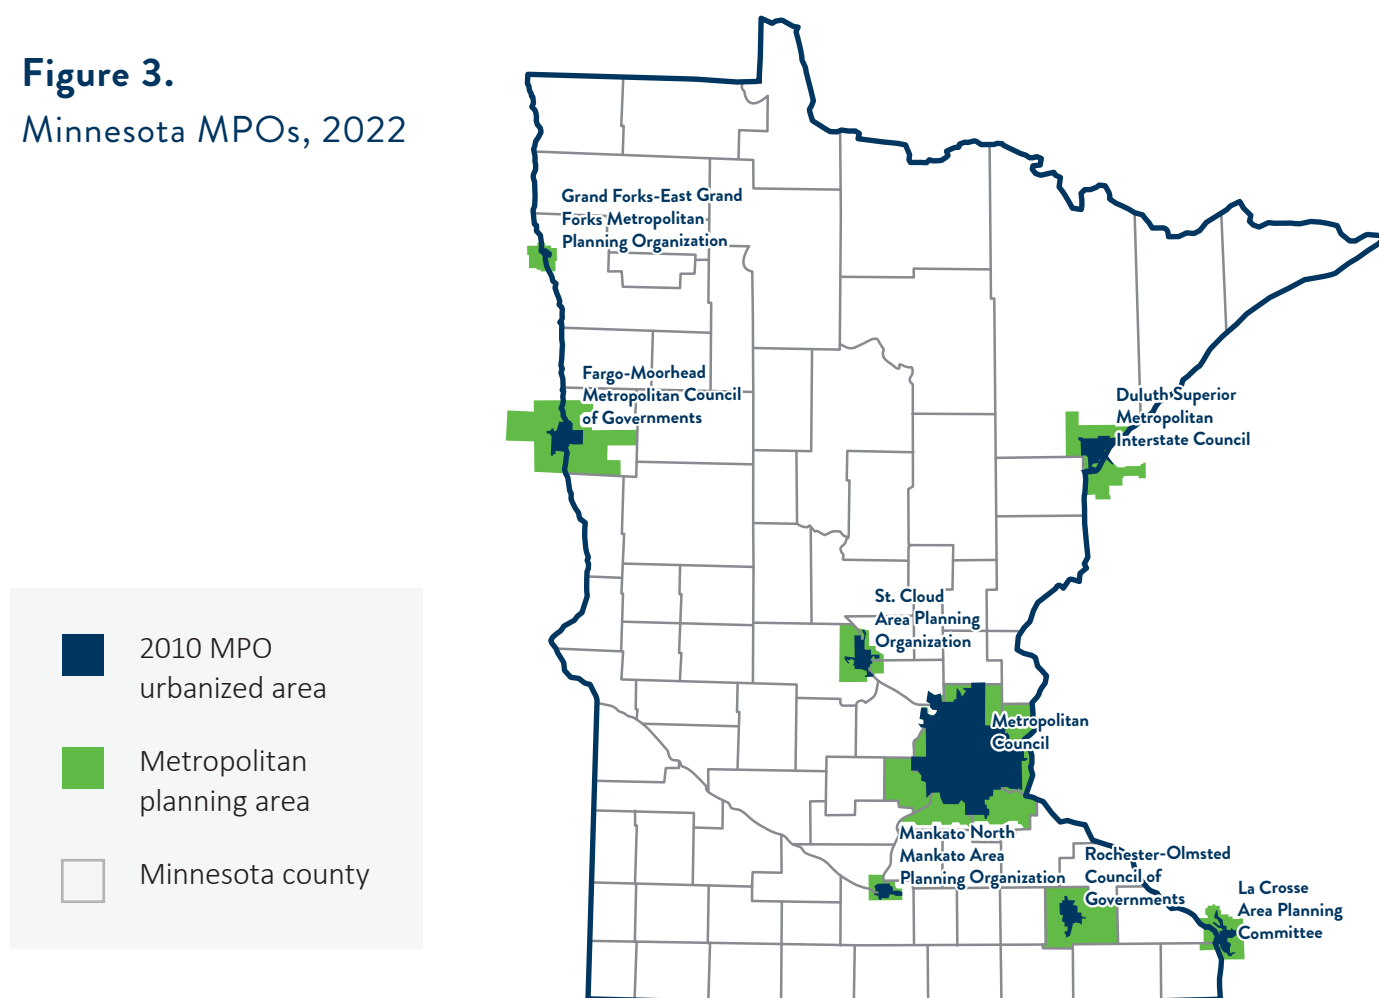 Figure 3.
Minnesota MPOs, 2022
Grand Forks-East Grand
Forks Metropolitan
Planning Organization
Fargo-Moorhead
Metropolitan Council
of Governments
Duluth-Superior
Metropolitan
Interstate Council
St. Cloud
Area Planning
Organization
2010 MPO
urbanized area
Metropolitan
planning area
Minnesota county
Metropolitan
Council
Mankato North
Mankato Area
Planning Organization
Rochester-Olmsted
Council of
Governments
La Crosse
Area Planning
Committee